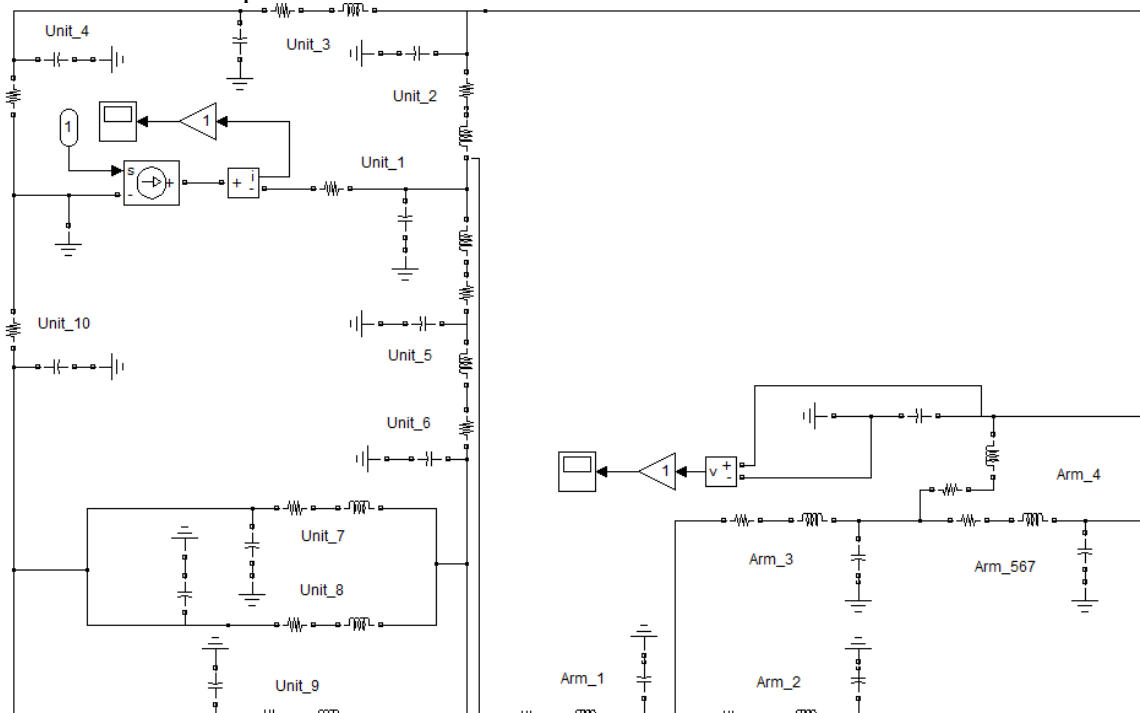 Unit_4
Unit_3
Unit_2
1
1
s
+
-
+
i
-
Unit_1
Unit_10
Unit_5
Unit_6
1
v
+
-
Arm_4
Unit_7
Arm_3
Arm_567
Unit_8
Unit_9
Arm_1
Arm_2